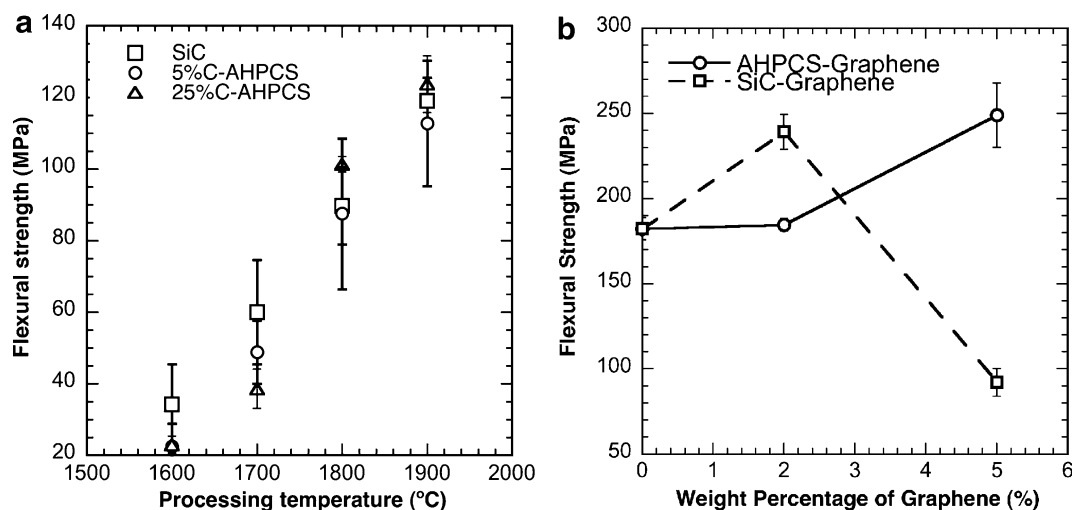 a
140
120
100
80
60
40
20
1500 1600 1700 1800 1900 2000
Flexural strength (MPa)
Processing temperature (ºC)
SiC
5%C-AHPCS
25%C-AHPCS
b
300
250
200
150
100
50
0 1 2 3 4 5 6
Flexural Strength (MPa)
Weight Percentage of Graphene (%)
AHPCS-Graphene
SiC-Graphene